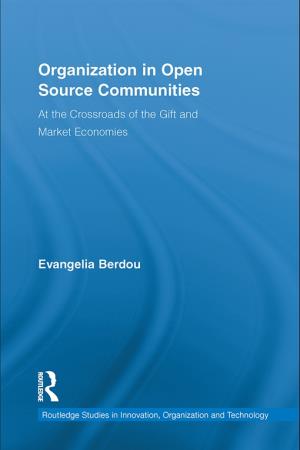 Organization in Open
Source Communities
At the Crossroads of the Gift and
Market Economies
Evangelia Berdou
ROUTLEDGE
Routledge Studies in Innovation, Organization and Technology